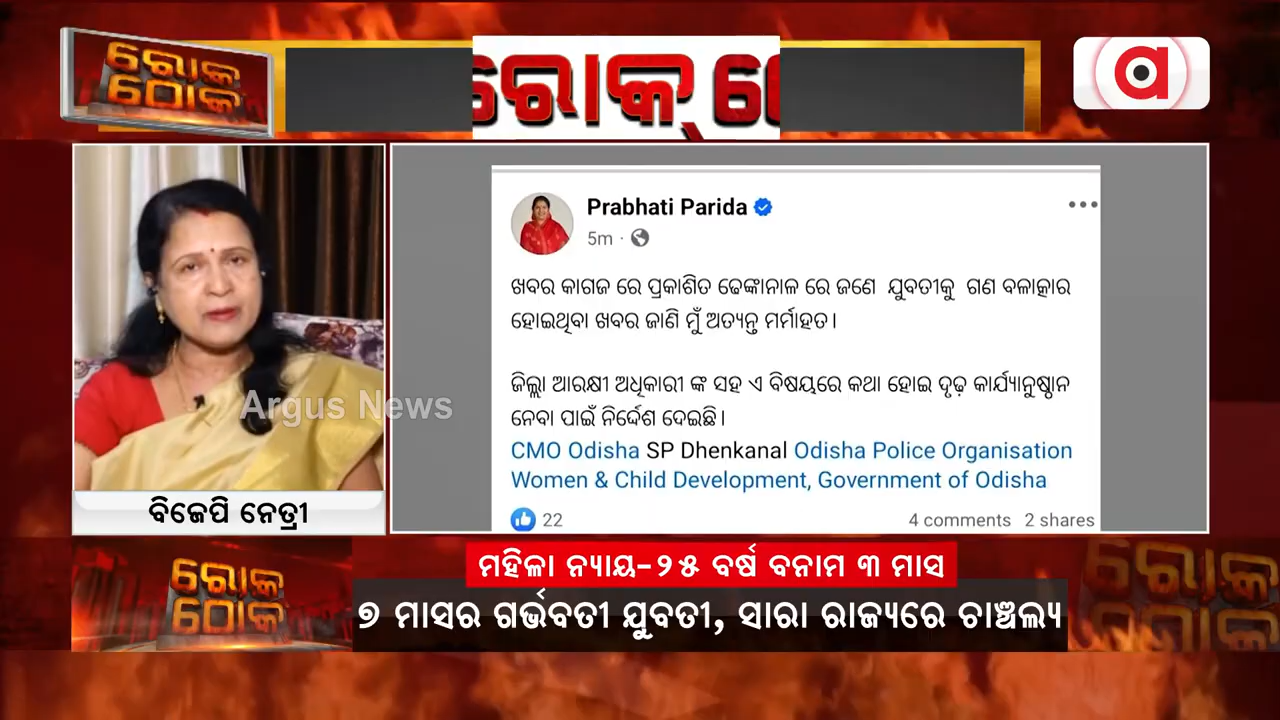 ରୋକ
ଠୋକ
ରୋକ୍
a
Prabhati Parida
5m ·
ଖବର କାଗଜ ରେ ପ୍ରକାଶିତ ଢେଙ୍କାନାଳ ରେ ଜଣେ ଯୁବତୀକୁ ଗଣ ବଳାତ୍କାର
ହୋଇଥିବା ଖବର ଜାଣି ମୁଁ ଅତ୍ୟନ୍ତ ମର୍ମାହତ।
ଜିଲ୍ଲା ଆରକ୍ଷୀ ଅଧିକାରୀ ଙ୍କ ସହ ଏ ବିଷୟରେ କଥା ହୋଇ ଦୃଢ଼ କାର୍ଯ୍ୟାନୁଷ୍ଠାନ
ନେବା ପାଇଁ ନିର୍ଦ୍ଦେଶ ଦେଇଛି।
CMO Odisha SP Dhenkanal Odisha Police Organisation
Women & Child Development, Government of Odisha
22 4 comments 2 shares
Argus News
ବିଜେପି ନେତ୍ରୀ
ମହିଳା ନ୍ୟାୟ-୨୫ ବର୍ଷ ବନାମ ୩ ମାସ
୭ ମାସର ଗର୍ଭବତୀ ଯୁବତୀ, ସାରା ରାଜ୍ୟରେ ଚାଞ୍ଚଲ୍ୟ
ରୋକ
ଠୋକ